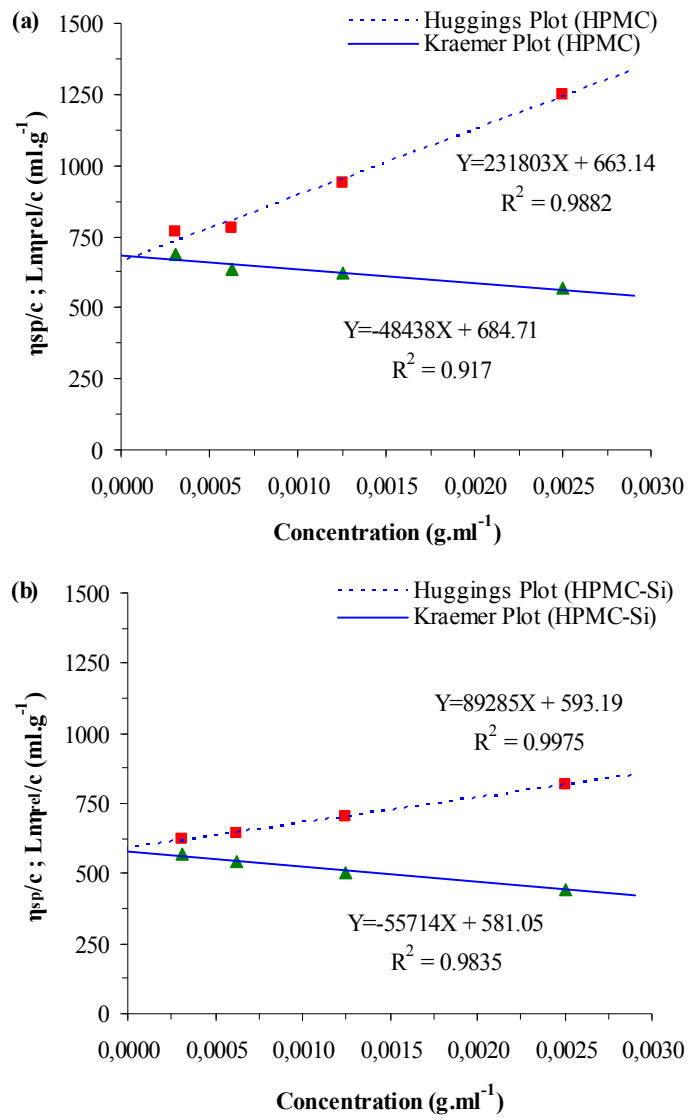 (a)
1500
Huggings Plot (HPMC)
Kraemer Plot (HPMC)
1250
1000
Y=231803X + 663.14
R² = 0.9882
750
500
Y=-48438X + 684.71
R² = 0.917
250
0
ηsp/c ; Lnηrel/c (ml.g⁻¹)
0,0000 0,0005 0,0010 0,0015 0,0020 0,0025 0,0030
Concentration (g.ml⁻¹)
(b)
1500
Huggings Plot (HPMC-Si)
Kraemer Plot (HPMC-Si)
1250
1000
Y=89285X + 593.19
R² = 0.9975
750
500
Y=-55714X + 581.05
R² = 0.9835
250
0
ηsp/c ; Lnηrel/c (ml.g⁻¹)
0,0000 0,0005 0,0010 0,0015 0,0020 0,0025 0,0030
Concentration (g.ml⁻¹)